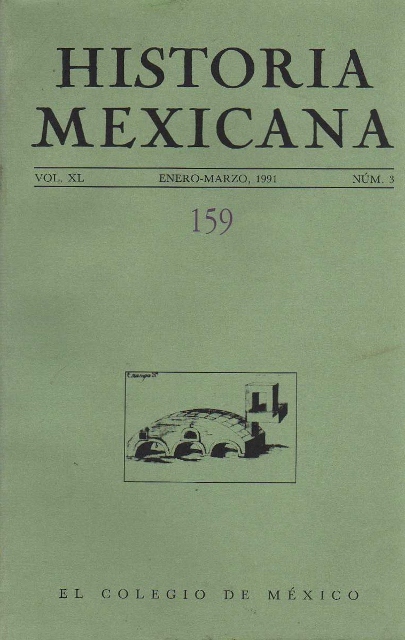 HISTORIA
MEXICANA
VOL. XL ENERO-MARZO, 1991 NÚM. 3
159
EL COLEGIO DE MÉXICO